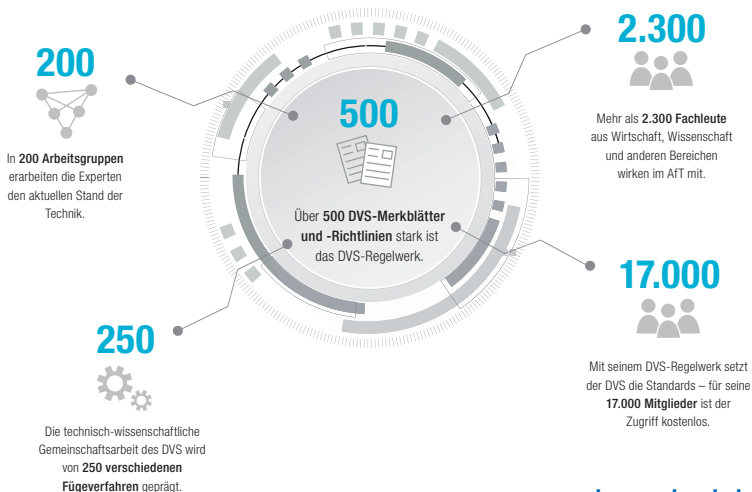 200
In 200 Arbeitsgruppen
erarbeiten die Experten
den aktuellen Stand der
Technik.
500
Über 500 DVS-Merkblätter
und -Richtlinien stark ist
das DVS-Regelwerk.
2.300
Mehr als 2.300 Fachleute
aus Wirtschaft, Wissenschaft
und anderen Bereichen
wirken im AfT mit.
250
Die technisch-wissenschaftliche
Gemeinschaftsarbeit des DVS wird
von 250 verschiedenen
Fügeverfahren geprägt.
17.000
Mit seinem DVS-Regelwerk setzt
der DVS die Standards – für seine
17.000 Mitglieder ist der
Zugriff kostenlos.